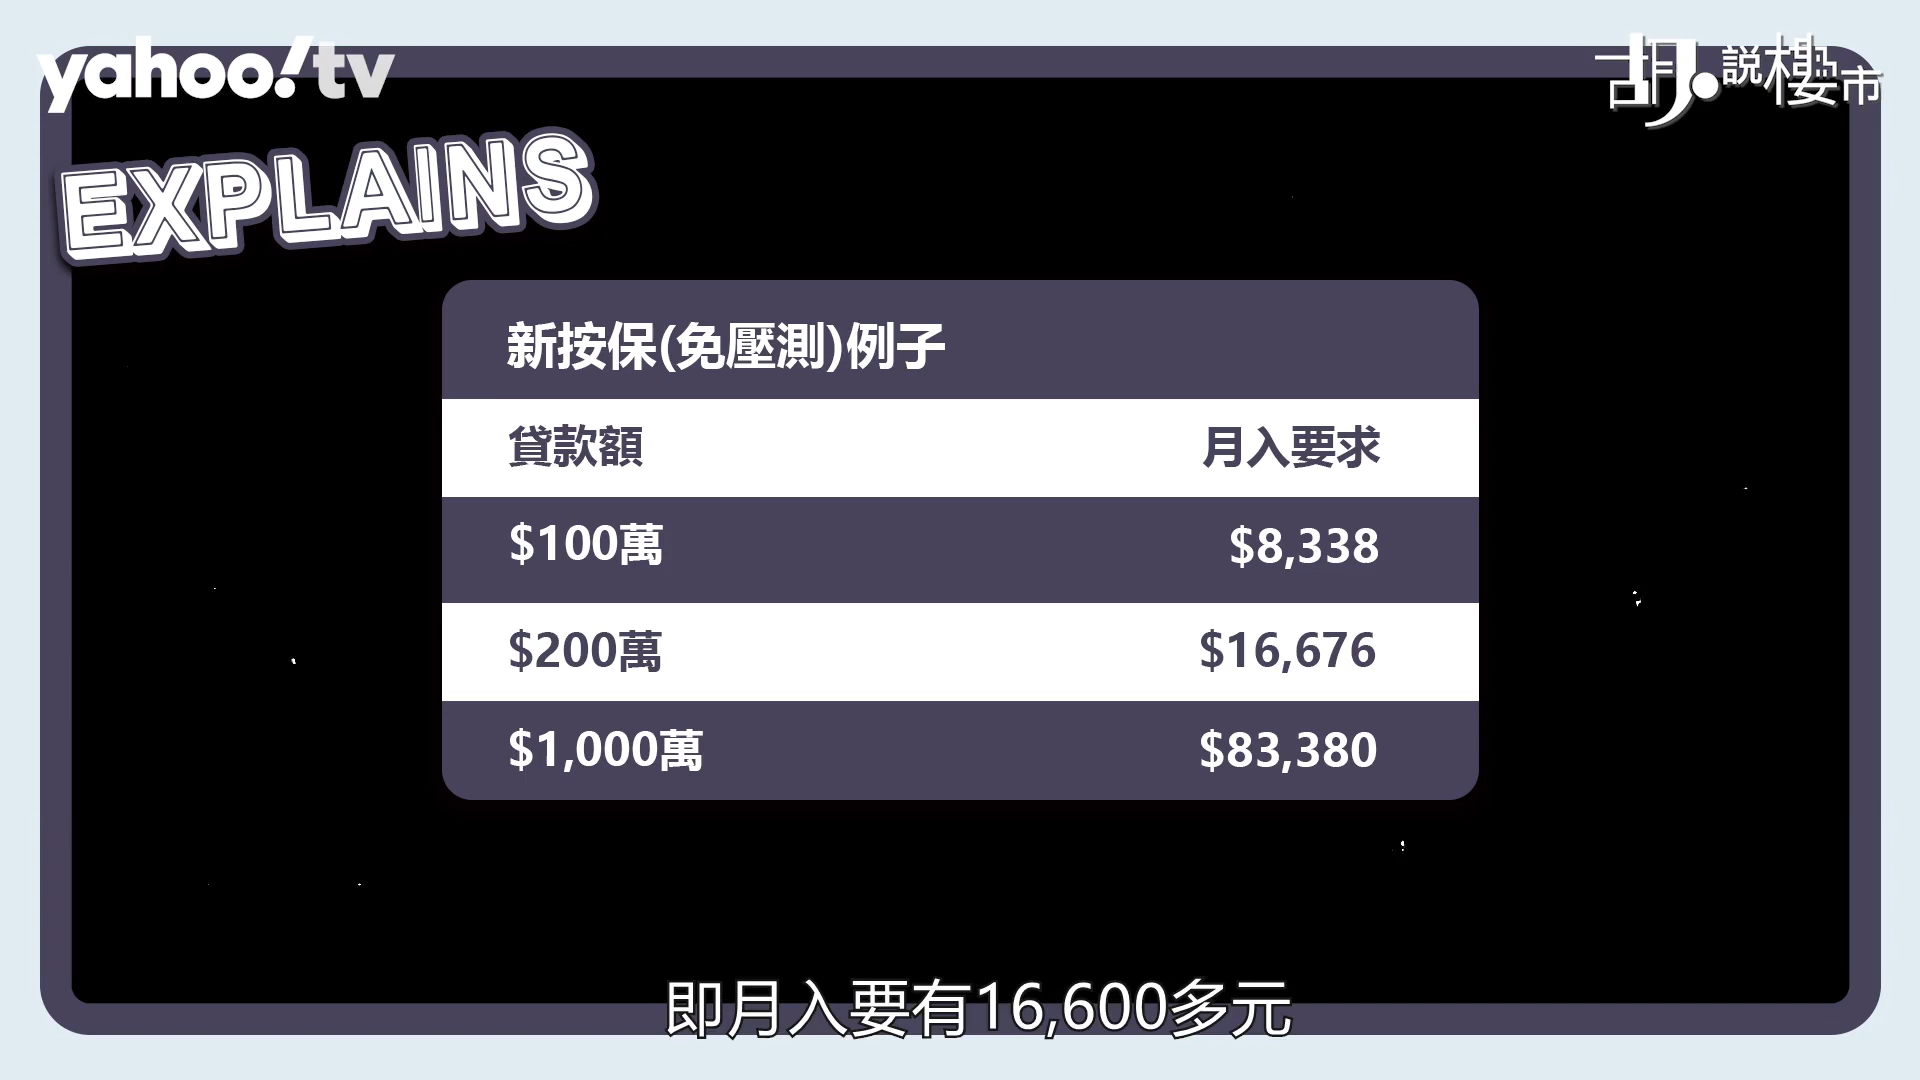 yahoo!tv
胡.説樓市
EXPLAINS
新按保(免壓測)例子
貸款額 月入要求
$100萬 $8,338
$200萬 $16,676
$1,000萬 $83,380
即月入要有16,600多元